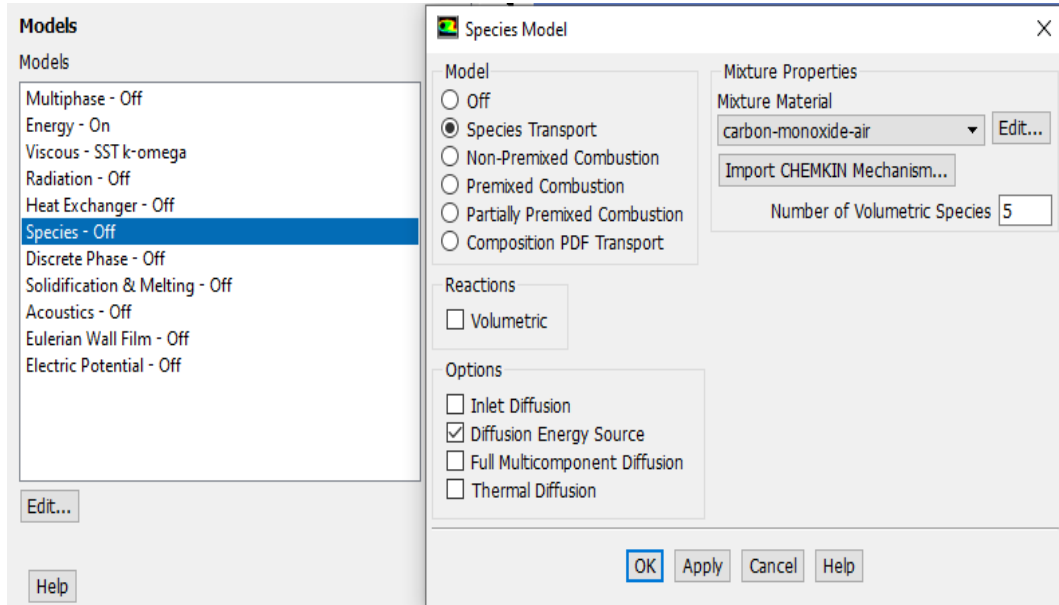 Models
Models
Multiphase - Off
Energy - On
Viscous - SST k-omega
Radiation - Off
Heat Exchanger - Off
Species - Off
Discrete Phase - Off
Solidification & Melting - Off
Acoustics - Off
Eulerian Wall Film - Off
Electric Potential - Off
Edit...
Help
Species Model
Model
Off
Species Transport
Non-Premixed Combustion
Premixed Combustion
Partially Premixed Combustion
Composition PDF Transport
Reactions
Volumetric
Options
Inlet Diffusion
Diffusion Energy Source
Full Multicomponent Diffusion
Thermal Diffusion
Mixture Properties
Mixture Material
carbon-monoxide-air
Edit...
Import CHEMKIN Mechanism...
Number of Volumetric Species 5
OK Apply Cancel Help